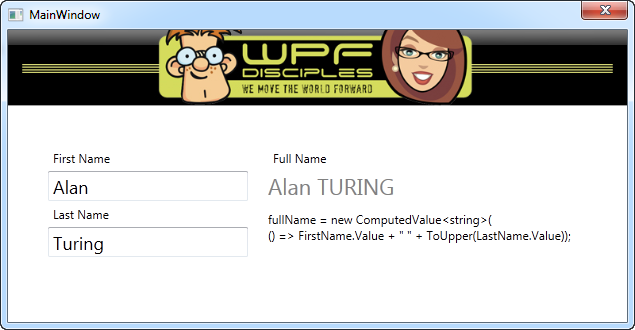 MainWindow
WPF
DISCIPLES
WE MOVE THE WORLD FORWARD
First Name
Full Name
Alan
Alan TURING
Last Name
fullName = new ComputedValue<string>(
Turing
() => FirstName.Value + " " + ToUpper(LastName.Value));